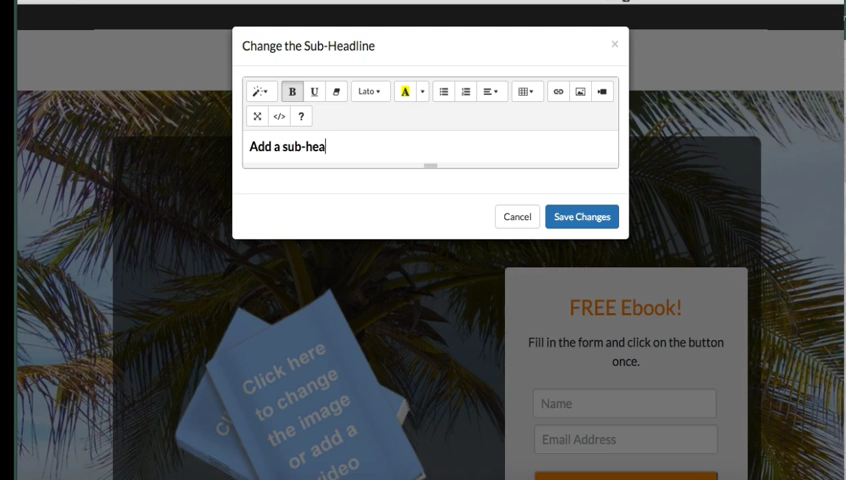 Change the Sub-Headline
×
B U Lato A
</> ?
Add a sub-hea
Cancel Save Changes
FREE Ebook!
Fill in the form and click on the button
once.
Name
Email Address
Click here
to change
the image
or add a
video